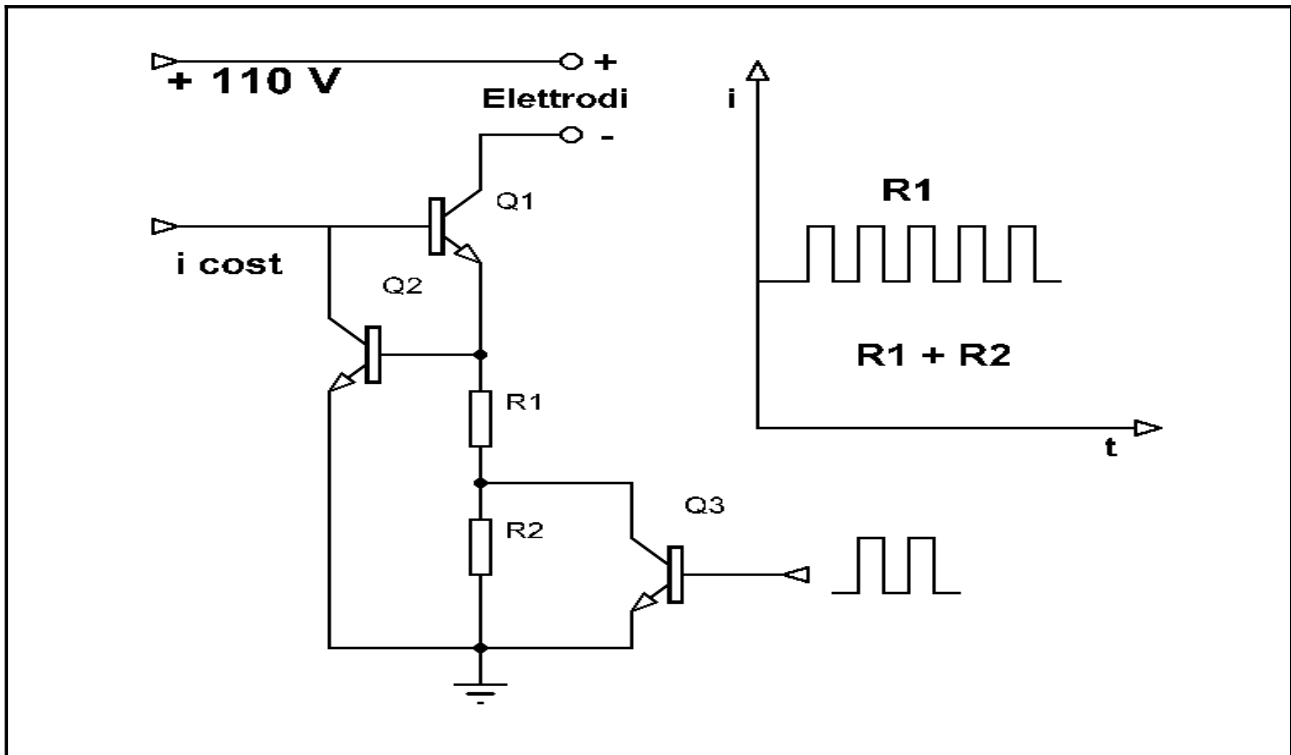 +
+ 110 V
Elettrodi
-
i
Q1
R1
i cost
Q2
R1 + R2
R1
t
Q3
R2